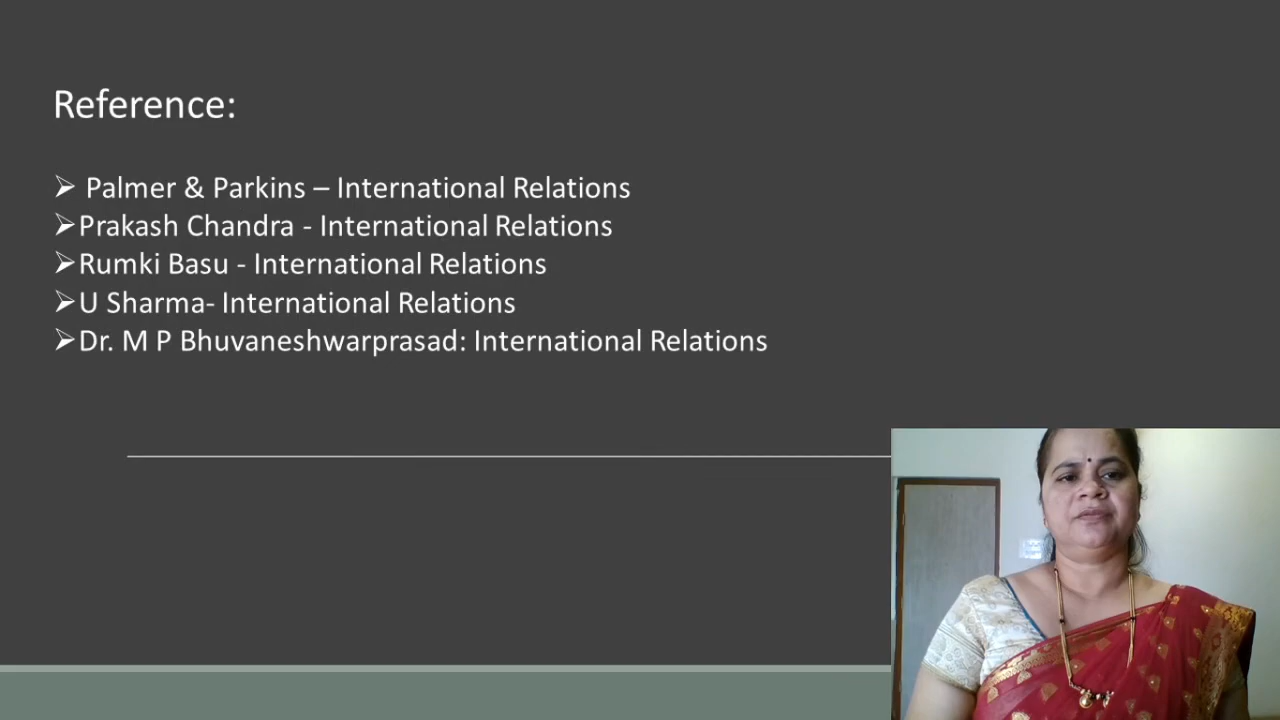 Reference:
➢ Palmer & Parkins – International Relations
➢Prakash Chandra - International Relations
➢Rumki Basu - International Relations
➢U Sharma- International Relations
➢Dr. M P Bhuvaneshwarprasad: International Relations